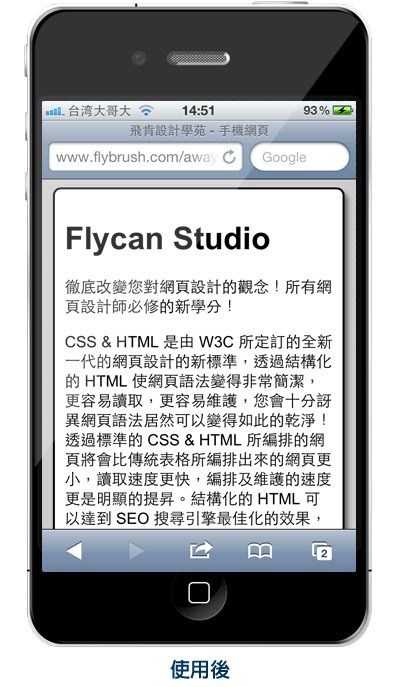 台湾大哥大 14:51 93%
飛肯設計學苑 - 手機網頁
www.flybrush.com/away Google
Flycan Studio
徹底改變您對網頁設計的觀念！所有網
頁設計師必修的新學分！
CSS & HTML 是由 W3C 所定訂的全新
一代的網頁設計的新標準，透過結構化
的 HTML 使網頁語法變得非常簡潔，
更容易讀取，更容易維護，您會十分訝
異網頁語法居然可以變得如此的乾淨！
透過標準的 CSS & HTML 所編排的網
頁將會比傳統表格所編排出來的網頁更
小，讀取速度更快，編排及維護的速度
更是明顯的提昇。結構化的 HTML 可
以達到 SEO 搜尋引擎最佳化的效果，
2
使用後